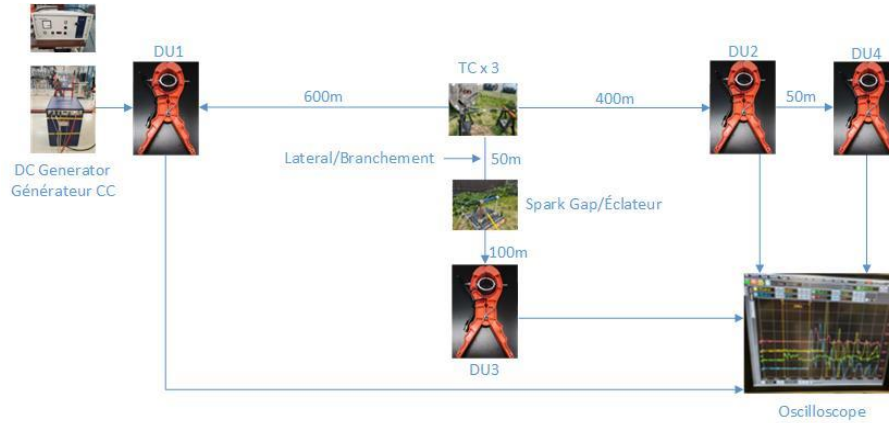 DU1
TC x 3
DU2
DU4
600m
400m
50m
DC Generator
Générateur CC
Lateral/Branchement
50m
Spark Gap/Éclateur
100m
DU3
Oscilloscope